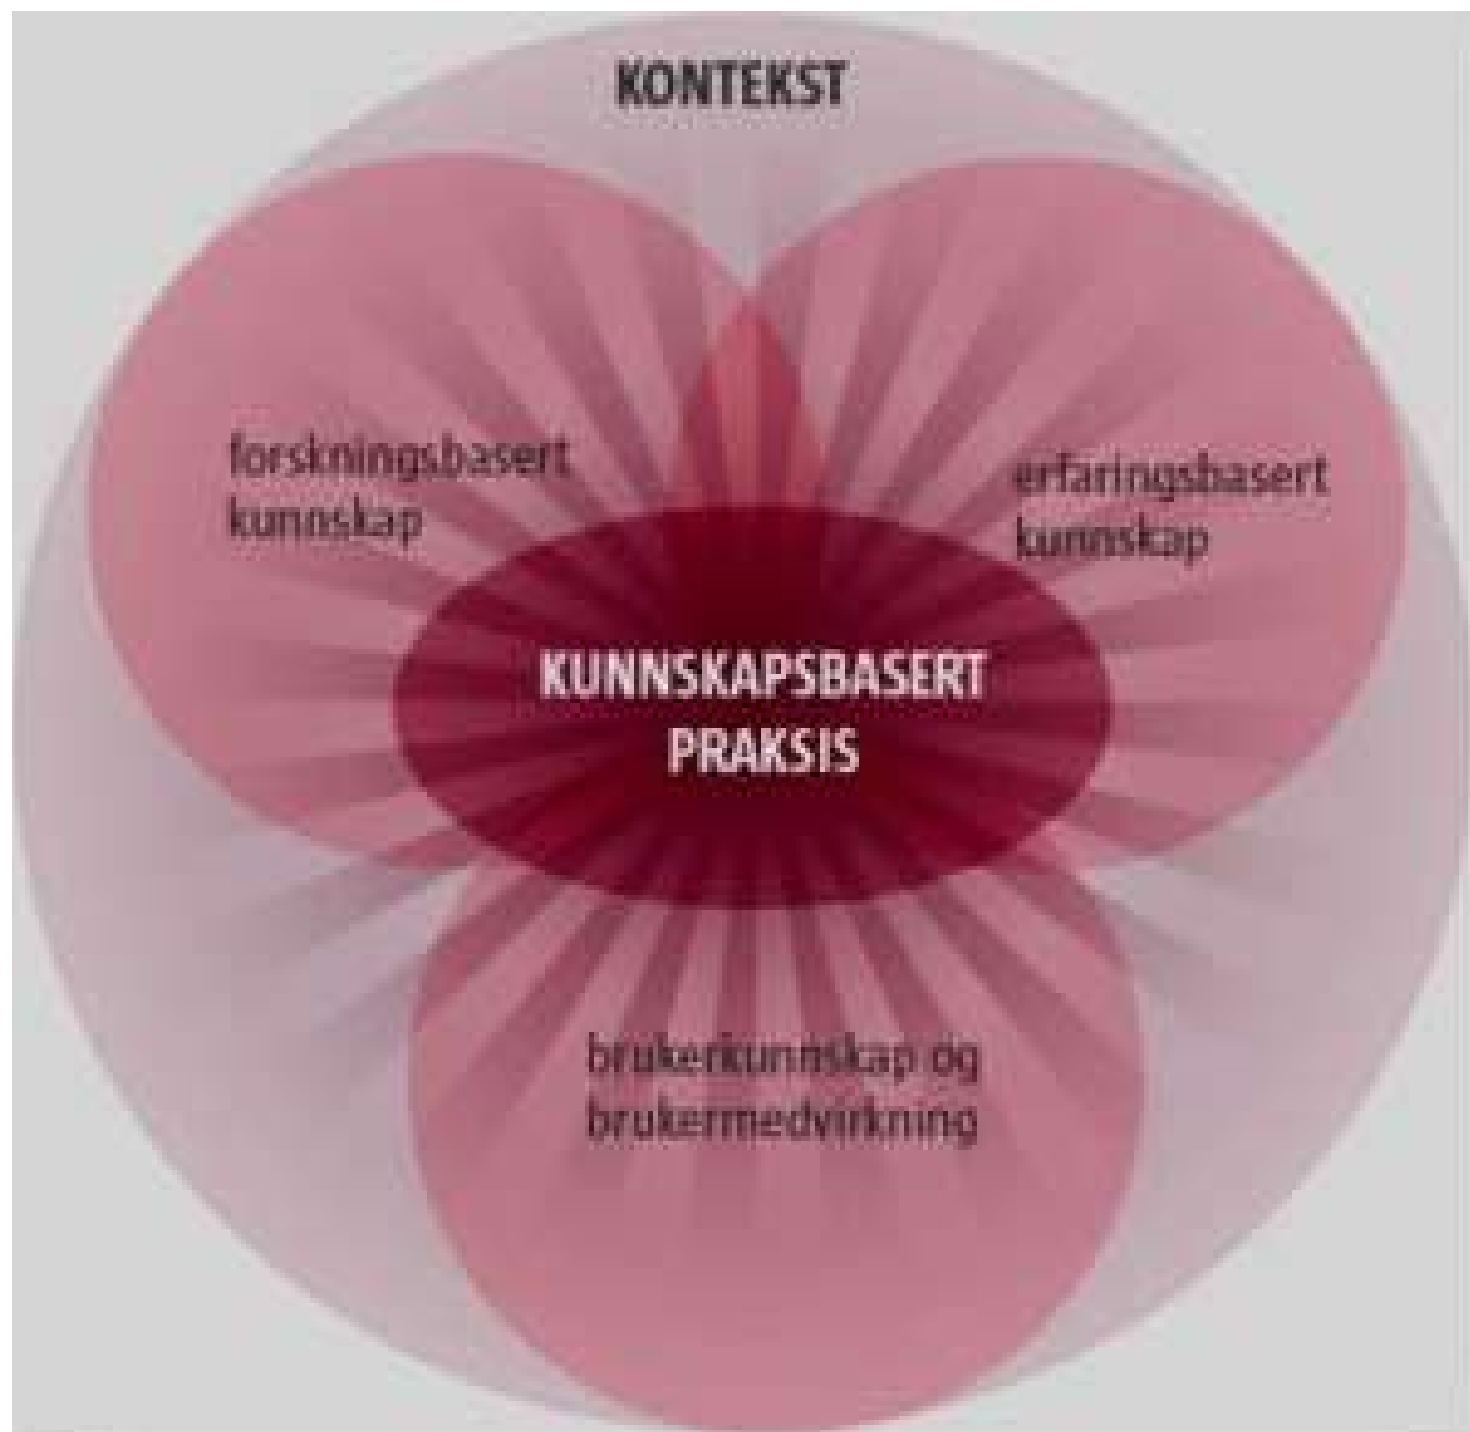 KONTEKST
forskningsbasert
kunnskap
erfaringsbasert
kunnskap
KUNNSKAPSBASERT
PRAKSIS
brukerkunnskap og
brukermedvirkning